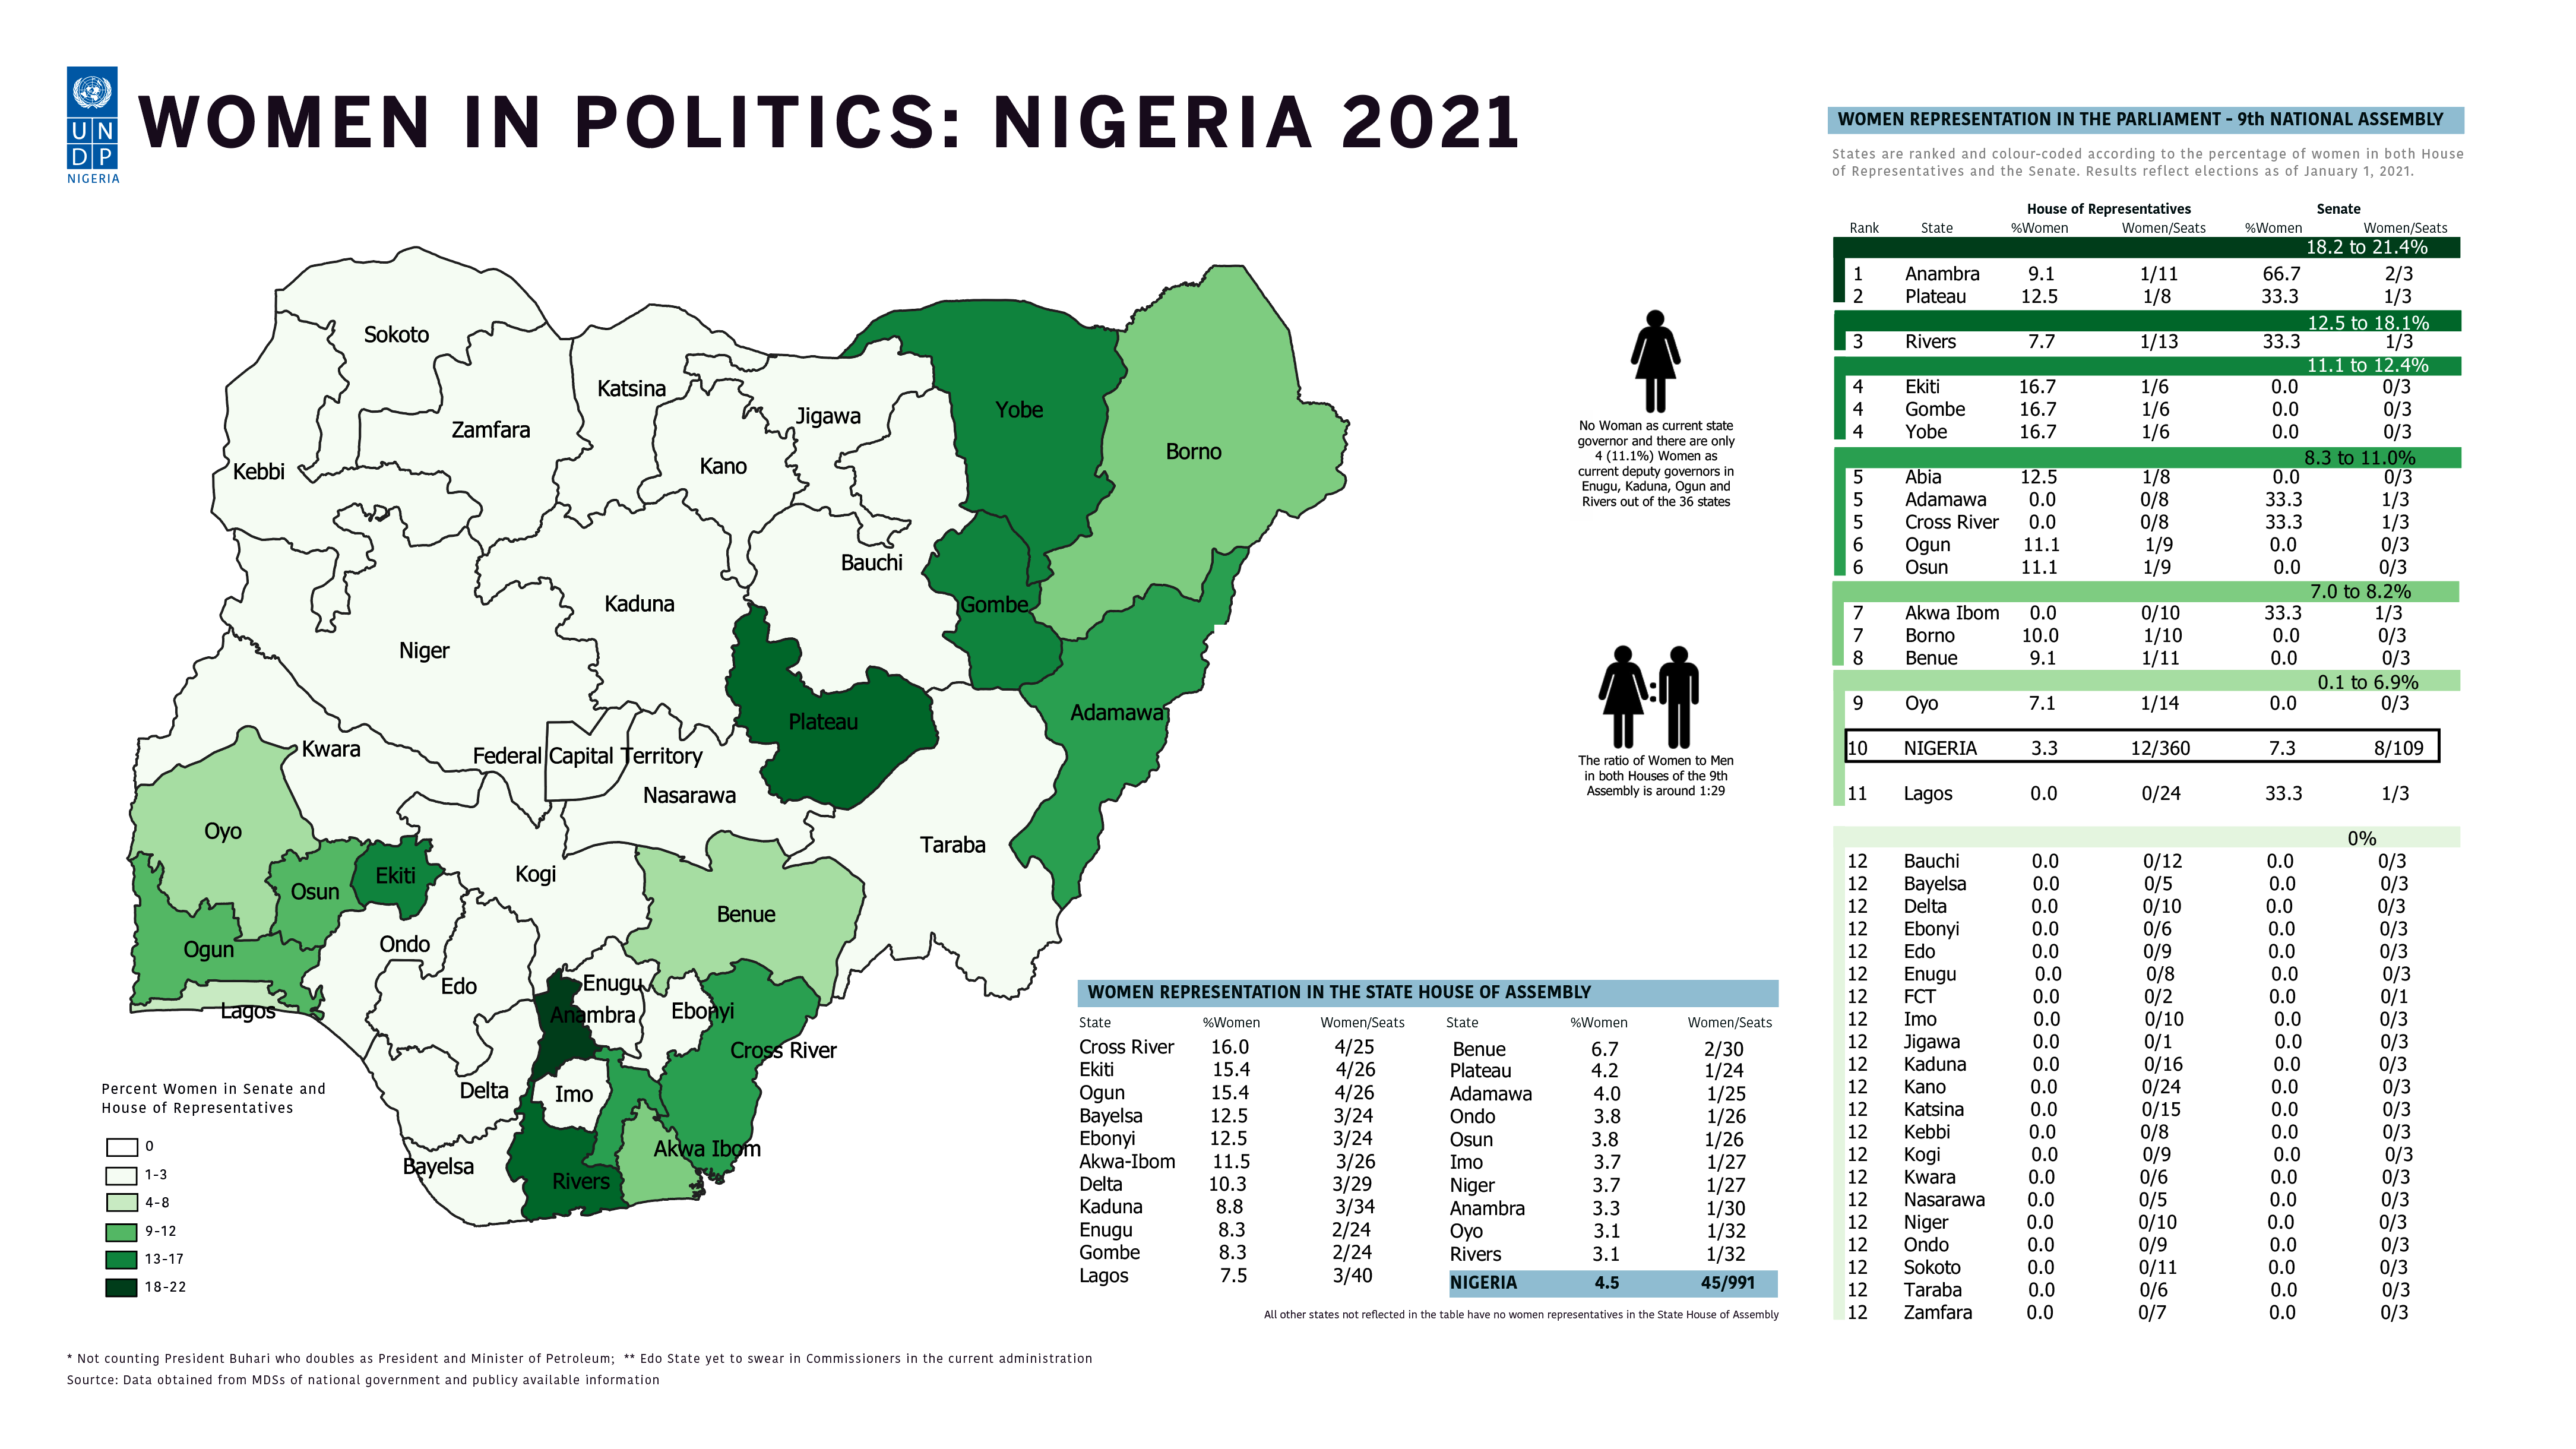 UN
DP
NIGERIA
WOMEN IN POLITICS: NIGERIA 2021
Sokoto
Katsina
Zamfara
Jigawa
Yobe
Borno
Kebbi
Kano
Bauchi
Kaduna
Gombe
Niger
Plateau
Adamawa
Kwara
Federal Capital Territory
Nasarawa
Oyo
Taraba
Kogi
Ekiti
Osun
Benue
Ondo
Ogun
Edo
Enugu
Lagos
Anambra
Ebonyi
Cross River
Delta
Imo
Akwa Ibom
Bayelsa
Rivers
Percent Women in Senate and
House of Representatives
0
1-3
4-8
9-12
13-17
18-22
No Woman as current state
governor and there are only
4 (11.1%) Women as
current deputy governors in
Enugu, Kaduna, Ogun and
Rivers out of the 36 states
:
The ratio of Women to Men
in both Houses of the 9th
Assembly is around 1:29
WOMEN REPRESENTATION IN THE STATE HOUSE OF ASSEMBLY
State %Women Women/Seats State %Women Women/Seats
Cross River 16.0 4/25 Benue 6.7 2/30
Ekiti 15.4 4/26 Plateau 4.2 1/24
Ogun 15.4 4/26 Adamawa 4.0 1/25
Bayelsa 12.5 3/24 Ondo 3.8 1/26
Ebonyi 12.5 3/24 Osun 3.8 1/26
Akwa-Ibom 11.5 3/26 Imo 3.7 1/27
Delta 10.3 3/29 Niger 3.7 1/27
Kaduna 8.8 3/34 Anambra 3.3 1/30
Enugu 8.3 2/24 Oyo 3.1 1/32
Gombe 8.3 2/24 Rivers 3.1 1/32
Lagos 7.5 3/40 NIGERIA 4.5 45/991
All other states not reflected in the table have no women representatives in the State House of Assembly
WOMEN REPRESENTATION IN THE PARLIAMENT - 9th NATIONAL ASSEMBLY
States are ranked and colour-coded according to the percentage of women in both House
of Representatives and the Senate. Results reflect elections as of January 1, 2021.
House of Representatives Senate
Rank State %Women Women/Seats %Women Women/Seats
18.2 to 21.4%
1 Anambra 9.1 1/11 66.7 2/3
2 Plateau 12.5 1/8 33.3 1/3
12.5 to 18.1%
3 Rivers 7.7 1/13 33.3 1/3
11.1 to 12.4%
4 Ekiti 16.7 1/6 0.0 0/3
4 Gombe 16.7 1/6 0.0 0/3
4 Yobe 16.7 1/6 0.0 0/3
8.3 to 11.0%
5 Abia 12.5 1/8 0.0 0/3
5 Adamawa 0.0 0/8 33.3 1/3
5 Cross River 0.0 0/8 33.3 1/3
6 Ogun 11.1 1/9 0.0 0/3
6 Osun 11.1 1/9 0.0 0/3
7.0 to 8.2%
7 Akwa Ibom 0.0 0/10 33.3 1/3
7 Borno 10.0 1/10 0.0 0/3
8 Benue 9.1 1/11 0.0 0/3
0.1 to 6.9%
9 Oyo 7.1 1/14 0.0 0/3
10 NIGERIA 3.3 12/360 7.3 8/109
11 Lagos 0.0 0/24 33.3 1/3
0%
12 Bauchi 0.0 0/12 0.0 0/3
12 Bayelsa 0.0 0/5 0.0 0/3
12 Delta 0.0 0/10 0.0 0/3
12 Ebonyi 0.0 0/6 0.0 0/3
12 Edo 0.0 0/9 0.0 0/3
12 Enugu 0.0 0/8 0.0 0/3
12 FCT 0.0 0/2 0.0 0/1
12 Imo 0.0 0/10 0.0 0/3
12 Jigawa 0.0 0/1 0.0 0/3
12 Kaduna 0.0 0/16 0.0 0/3
12 Kano 0.0 0/24 0.0 0/3
12 Katsina 0.0 0/15 0.0 0/3
12 Kebbi 0.0 0/8 0.0 0/3
12 Kogi 0.0 0/9 0.0 0/3
12 Kwara 0.0 0/6 0.0 0/3
12 Nasarawa 0.0 0/5 0.0 0/3
12 Niger 0.0 0/10 0.0 0/3
12 Ondo 0.0 0/9 0.0 0/3
12 Sokoto 0.0 0/11 0.0 0/3
12 Taraba 0.0 0/6 0.0 0/3
12 Zamfara 0.0 0/7 0.0 0/3
* Not counting President Buhari who doubles as President and Minister of Petroleum; ** Edo State yet to swear in Commissioners in the current administration
Sourtce: Data obtained from MDSs of national government and publicy available information